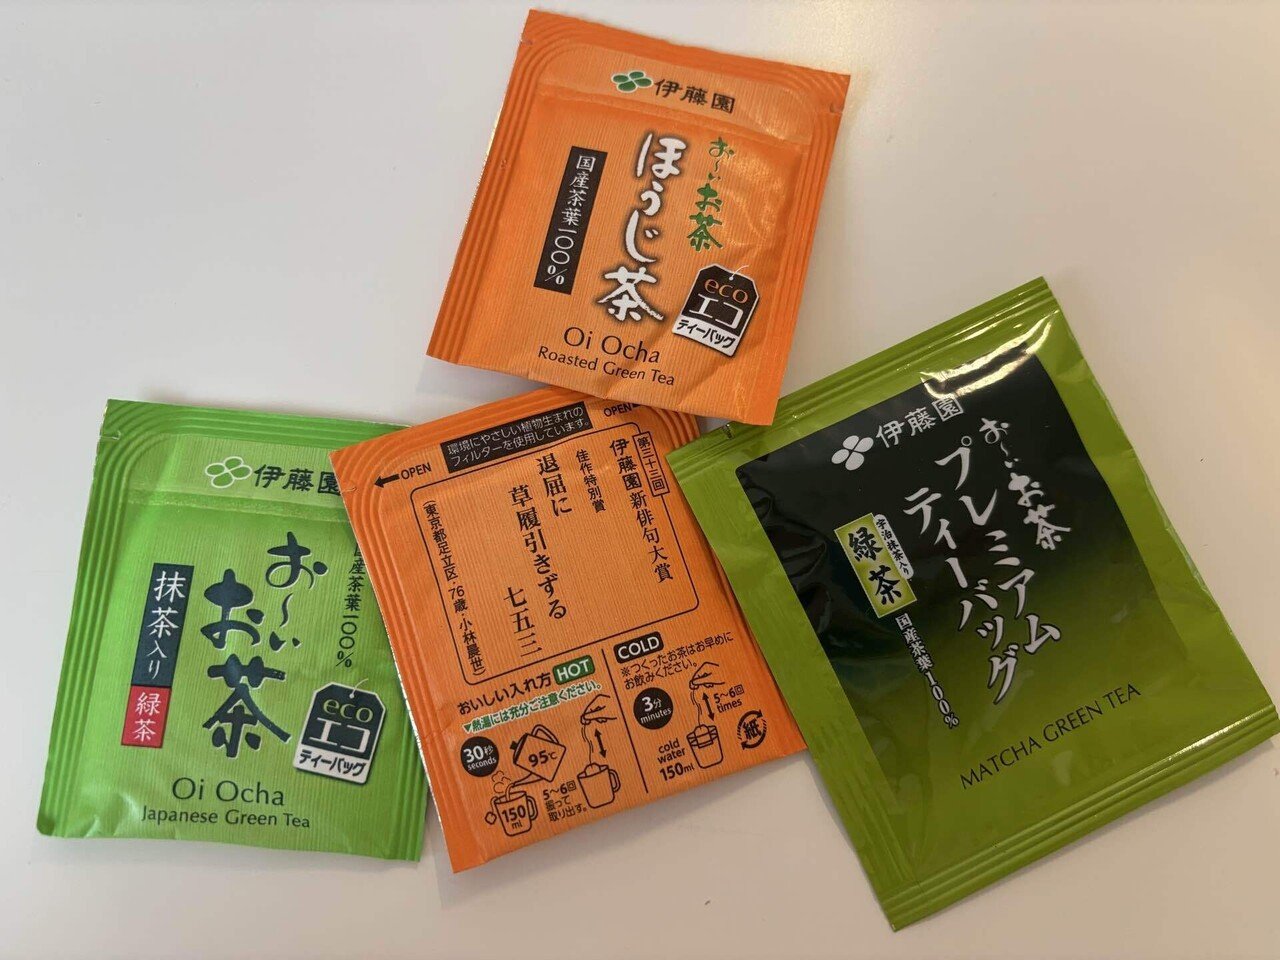 伊藤園
お〜いお茶
ほうじ茶
国産茶葉一〇〇%
eco
エコ
ティーバッグ
Oi Ocha
Roasted Green Tea
伊藤園
産茶葉一〇〇%
お〜い
お茶
抹茶入り
緑茶
eco
エコ
ティーバッグ
Oi Ocha
Japanese Green Tea
OPEN
OPEN
環境にやさしい植物生まれの
フィルターを使用しています。
第三十三回
伊藤園新俳句大賞
佳作特別賞
退屈に
草履引きずる
七五三
(東京都足立区・76歳・小林晨世)
おいしい入れ方 HOT
▼熱湯には充分ご注意ください。
30秒
seconds
95℃
150
ml
5〜6回
振って
取り出す。
COLD
※つくったお茶はお早めに
お飲みください。
3分
minutes
5〜6回
times
cold
water
150ml
紙
伊藤園
お〜いお茶
プレミアム
ティーバッグ
宇治抹茶入り
緑茶
国産茶葉100%
MATCHA GREEN TEA